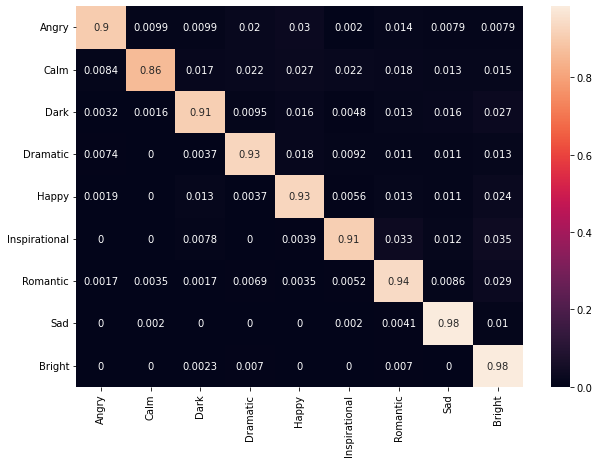 Angry 0.9 0.0099 0.0099 0.02 0.03 0.002 0.014 0.0079 0.0079
Calm 0.0084 0.86 0.017 0.022 0.027 0.022 0.018 0.013 0.015
Dark 0.0032 0.0016 0.91 0.0095 0.016 0.0048 0.013 0.016 0.027
Dramatic 0.0074 0 0.0037 0.93 0.018 0.0092 0.011 0.011 0.013
Happy 0.0019 0 0.013 0.0037 0.93 0.0056 0.013 0.011 0.024
Inspirational 0 0 0.0078 0 0.0039 0.91 0.033 0.012 0.035
Romantic 0.0017 0.0035 0.0017 0.0069 0.0035 0.0052 0.94 0.0086 0.029
Sad 0 0.002 0 0 0 0.002 0.0041 0.98 0.01
Bright 0 0 0.0023 0.007 0 0 0.007 0 0.98
Angry Calm Dark Dramatic Happy Inspirational Romantic Sad Bright
0.8
0.6
0.4
0.2
0.0